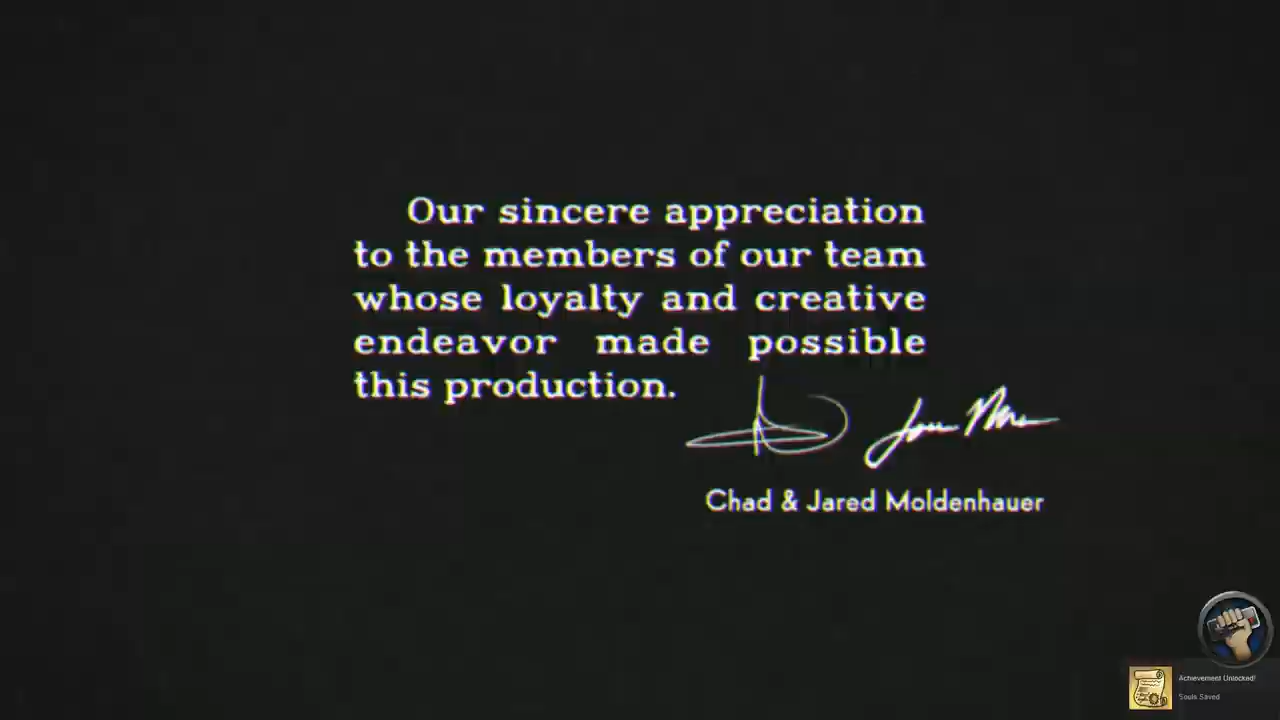 Our sincere appreciation
to the members of our team
whose loyalty and creative
endeavor made possible
this production.
Chad & Jared Moldenhauer
Achievement Unlocked!
Souls Saved